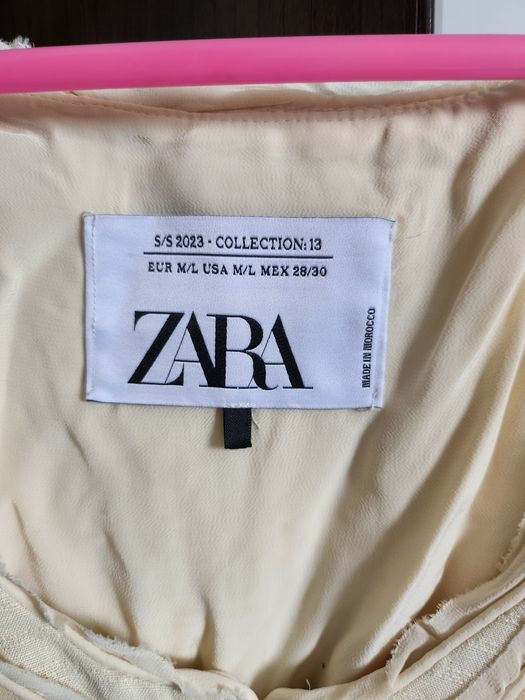 S/S 2023 - COLLECTION: 13
EUR M/L USA M/L MEX 28/30
ZARA
MADE IN MOROCCO